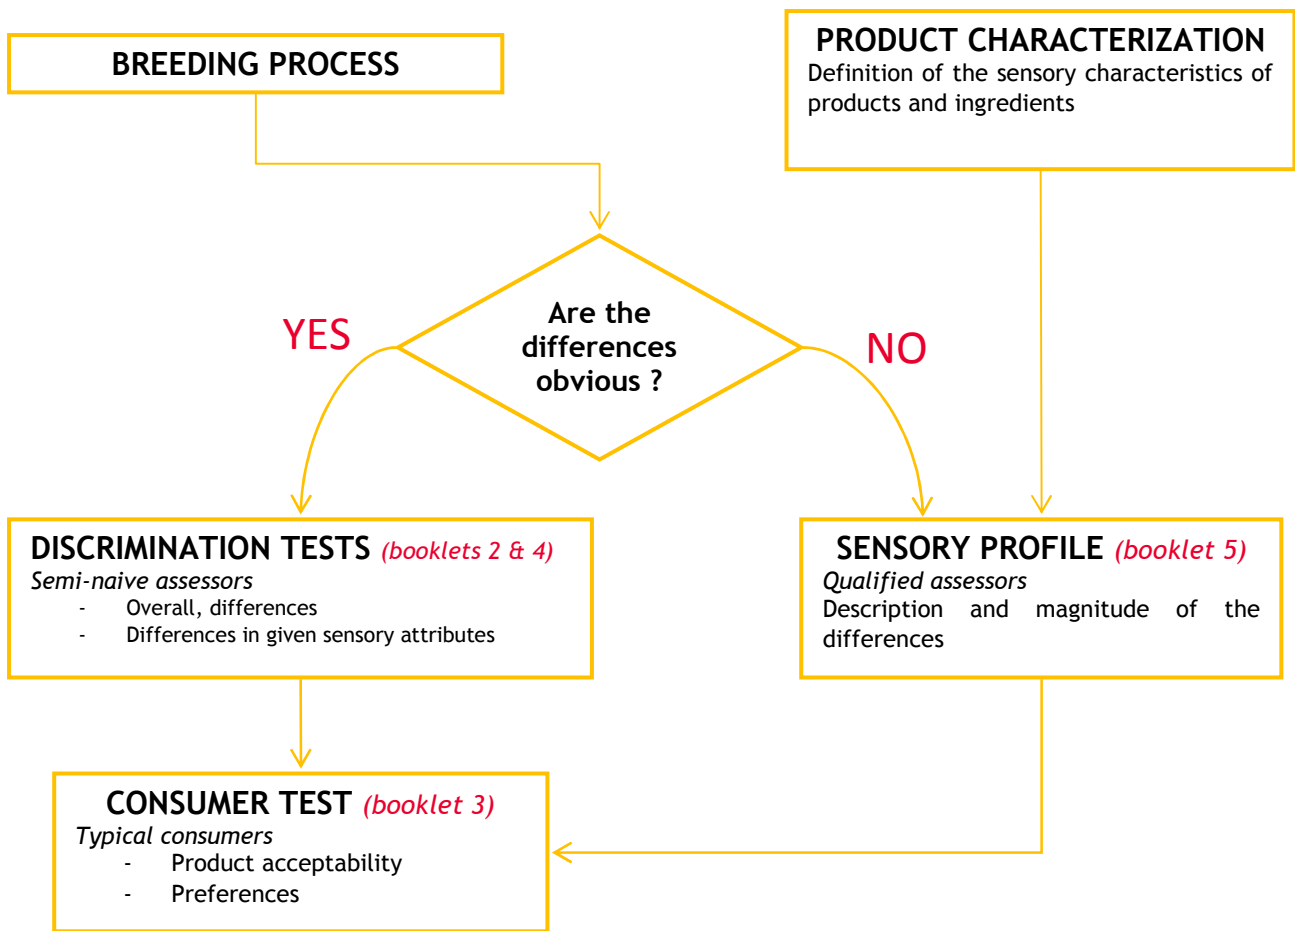 BREEDING PROCESS
PRODUCT CHARACTERIZATION
Definition of the sensory characteristics of
products and ingredients
Are the
differences
obvious ?
YES
NO
DISCRIMINATION TESTS (booklets 2 & 4)
Semi-naive assessors
- Overall, differences
- Differences in given sensory attributes
SENSORY PROFILE (booklet 5)
Qualified assessors
Description and magnitude of the
differences
CONSUMER TEST (booklet 3)
Typical consumers
- Product acceptability
- Preferences